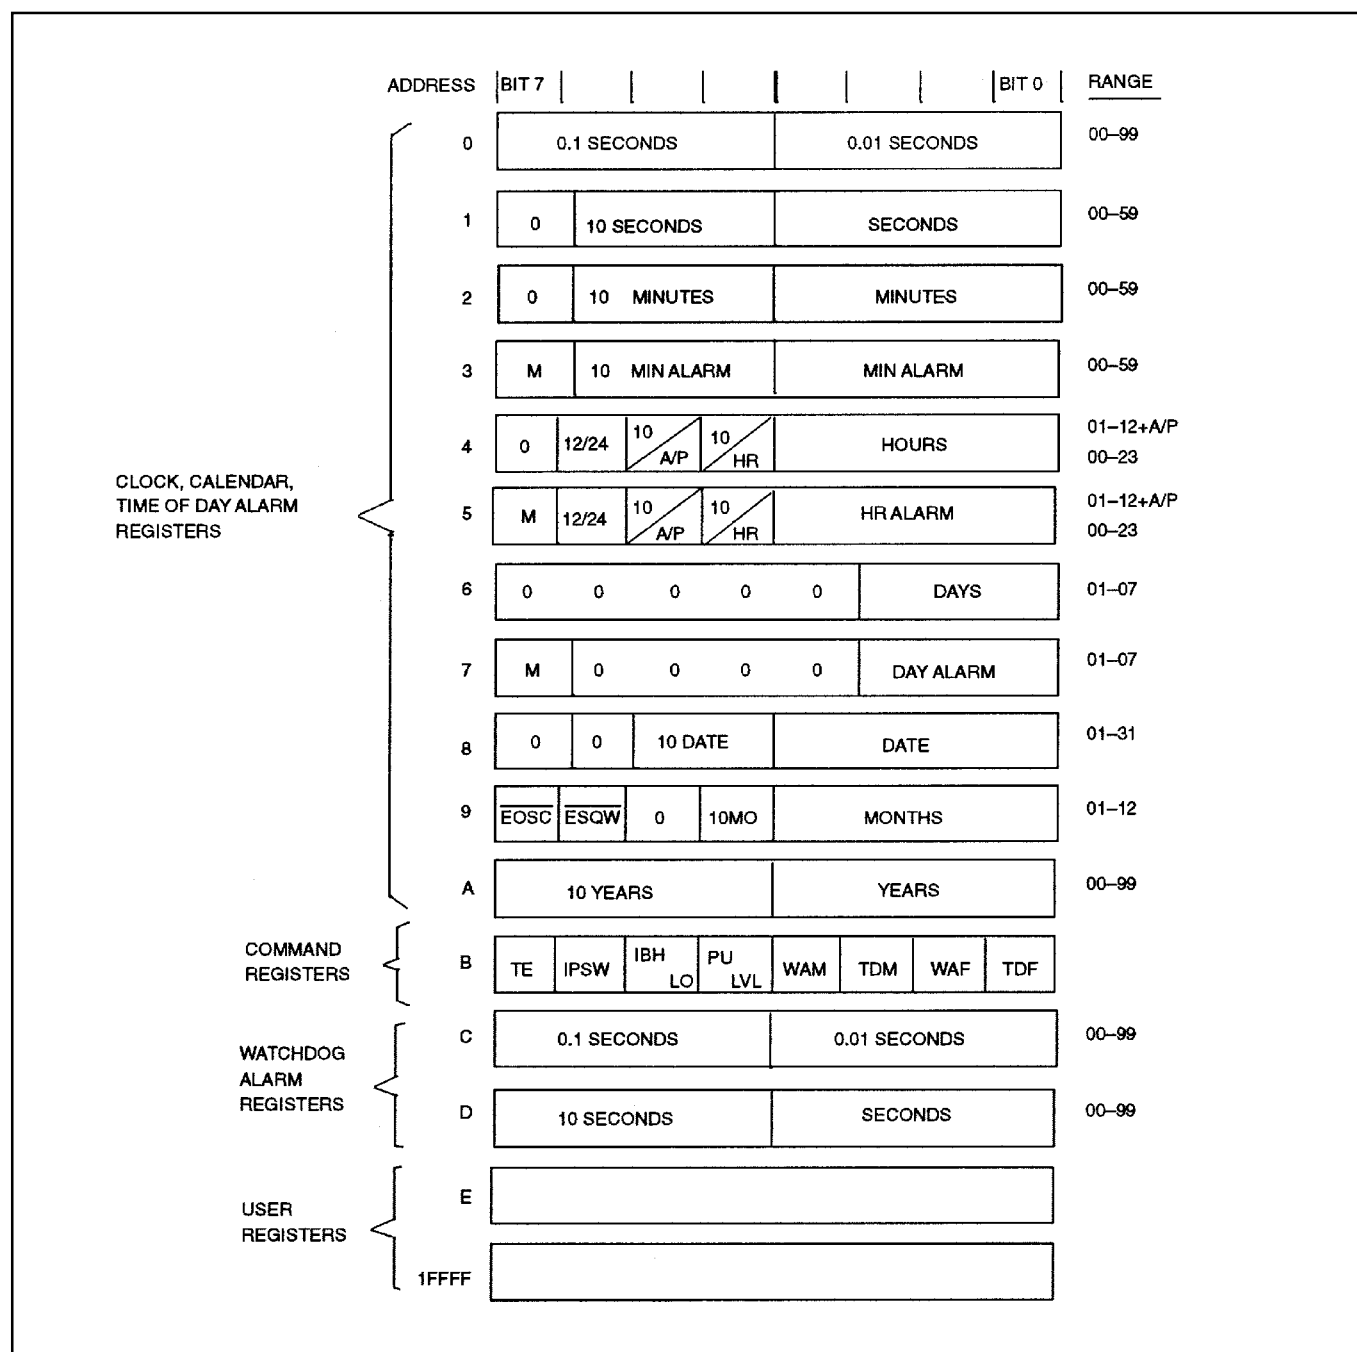 ADDRESS BIT 7 BIT 0 RANGE
0 0.1 SECONDS 0.01 SECONDS 00–99
1 0 10 SECONDS SECONDS 00–59
2 0 10 MINUTES MINUTES 00–59
3 M 10 MIN ALARM MIN ALARM 00–59
4 0 12/24 10 A/P 10 HR HOURS 01–12+A/P
00–23
CLOCK, CALENDAR,
TIME OF DAY ALARM
REGISTERS
5 M 12/24 10 A/P 10 HR HR ALARM 01–12+A/P
00–23
6 0 0 0 0 0 DAYS 01–07
7 M 0 0 0 0 DAY ALARM 01–07
8 0 0 10 DATE DATE 01–31
9 EOSC ESQW 0 10MO MONTHS 01–12
A 10 YEARS YEARS 00–99
COMMAND
REGISTERS
B TE IPSW IBH LO PU LVL WAM TDM WAF TDF
C 0.1 SECONDS 0.01 SECONDS 00–99
WATCHDOG
ALARM
REGISTERS
D 10 SECONDS SECONDS 00–99
E
USER
REGISTERS
1FFFF